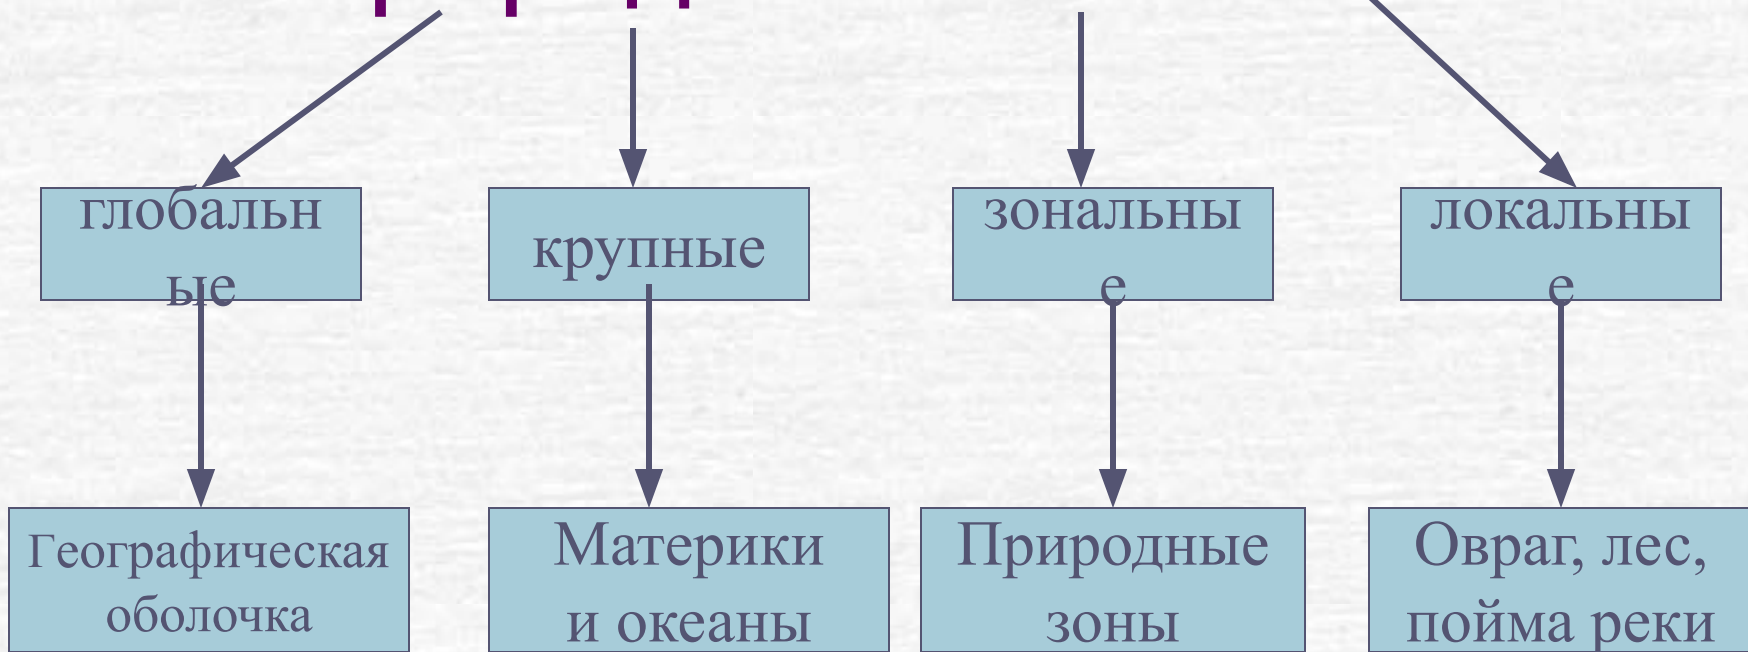 глобальн
ые
крупные
зональны
е
локальны
е
Географическая
оболочка
Материки
и океаны
Природные
зоны
Овраг, лес,
пойма реки